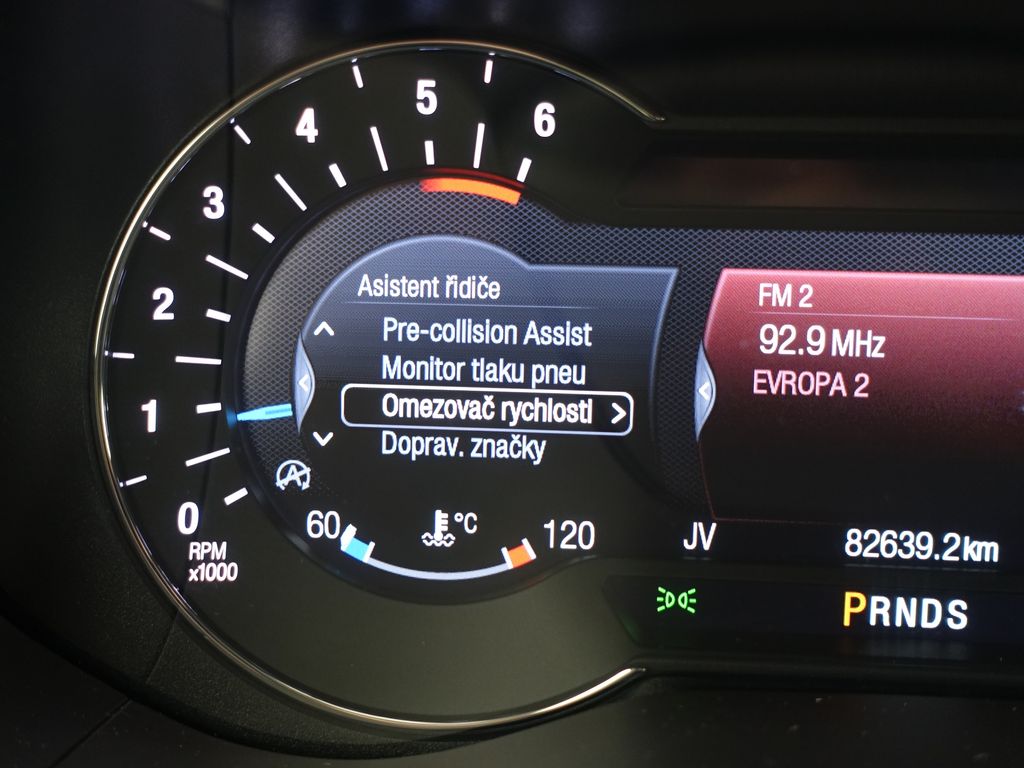 6
5
4
3
2
1
0
RPM
x1000
Asistent řidiče
Pre-collision Assist
Monitor tlaku pneu
Omezovač rychlosti
Doprav. značky
60 °C 120
FM 2
92.9 MHz
EVROPA 2
JV 82639.2km
PRNDS